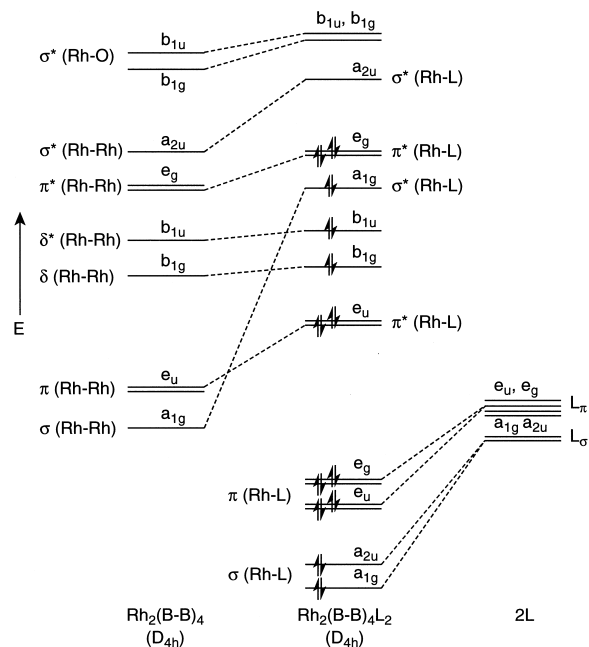 b1u, b1g
σ* (Rh-O)
b1u
b1g
a2u
σ* (Rh-L)
σ* (Rh-Rh)
a2u
eg
π* (Rh-L)
π* (Rh-Rh)
eg
a1g
σ* (Rh-L)
δ* (Rh-Rh)
b1u
b1u
δ (Rh-Rh)
b1g
b1g
E
eu
π* (Rh-L)
π (Rh-Rh)
eu
eu, eg
Lπ
σ (Rh-Rh)
a1g
a1g a2u
Lσ
π (Rh-L)
eg
eu
σ (Rh-L)
a2u
a1g
Rh2(B-B)4
(D4h)
Rh2(B-B)4L2
(D4h)
2L